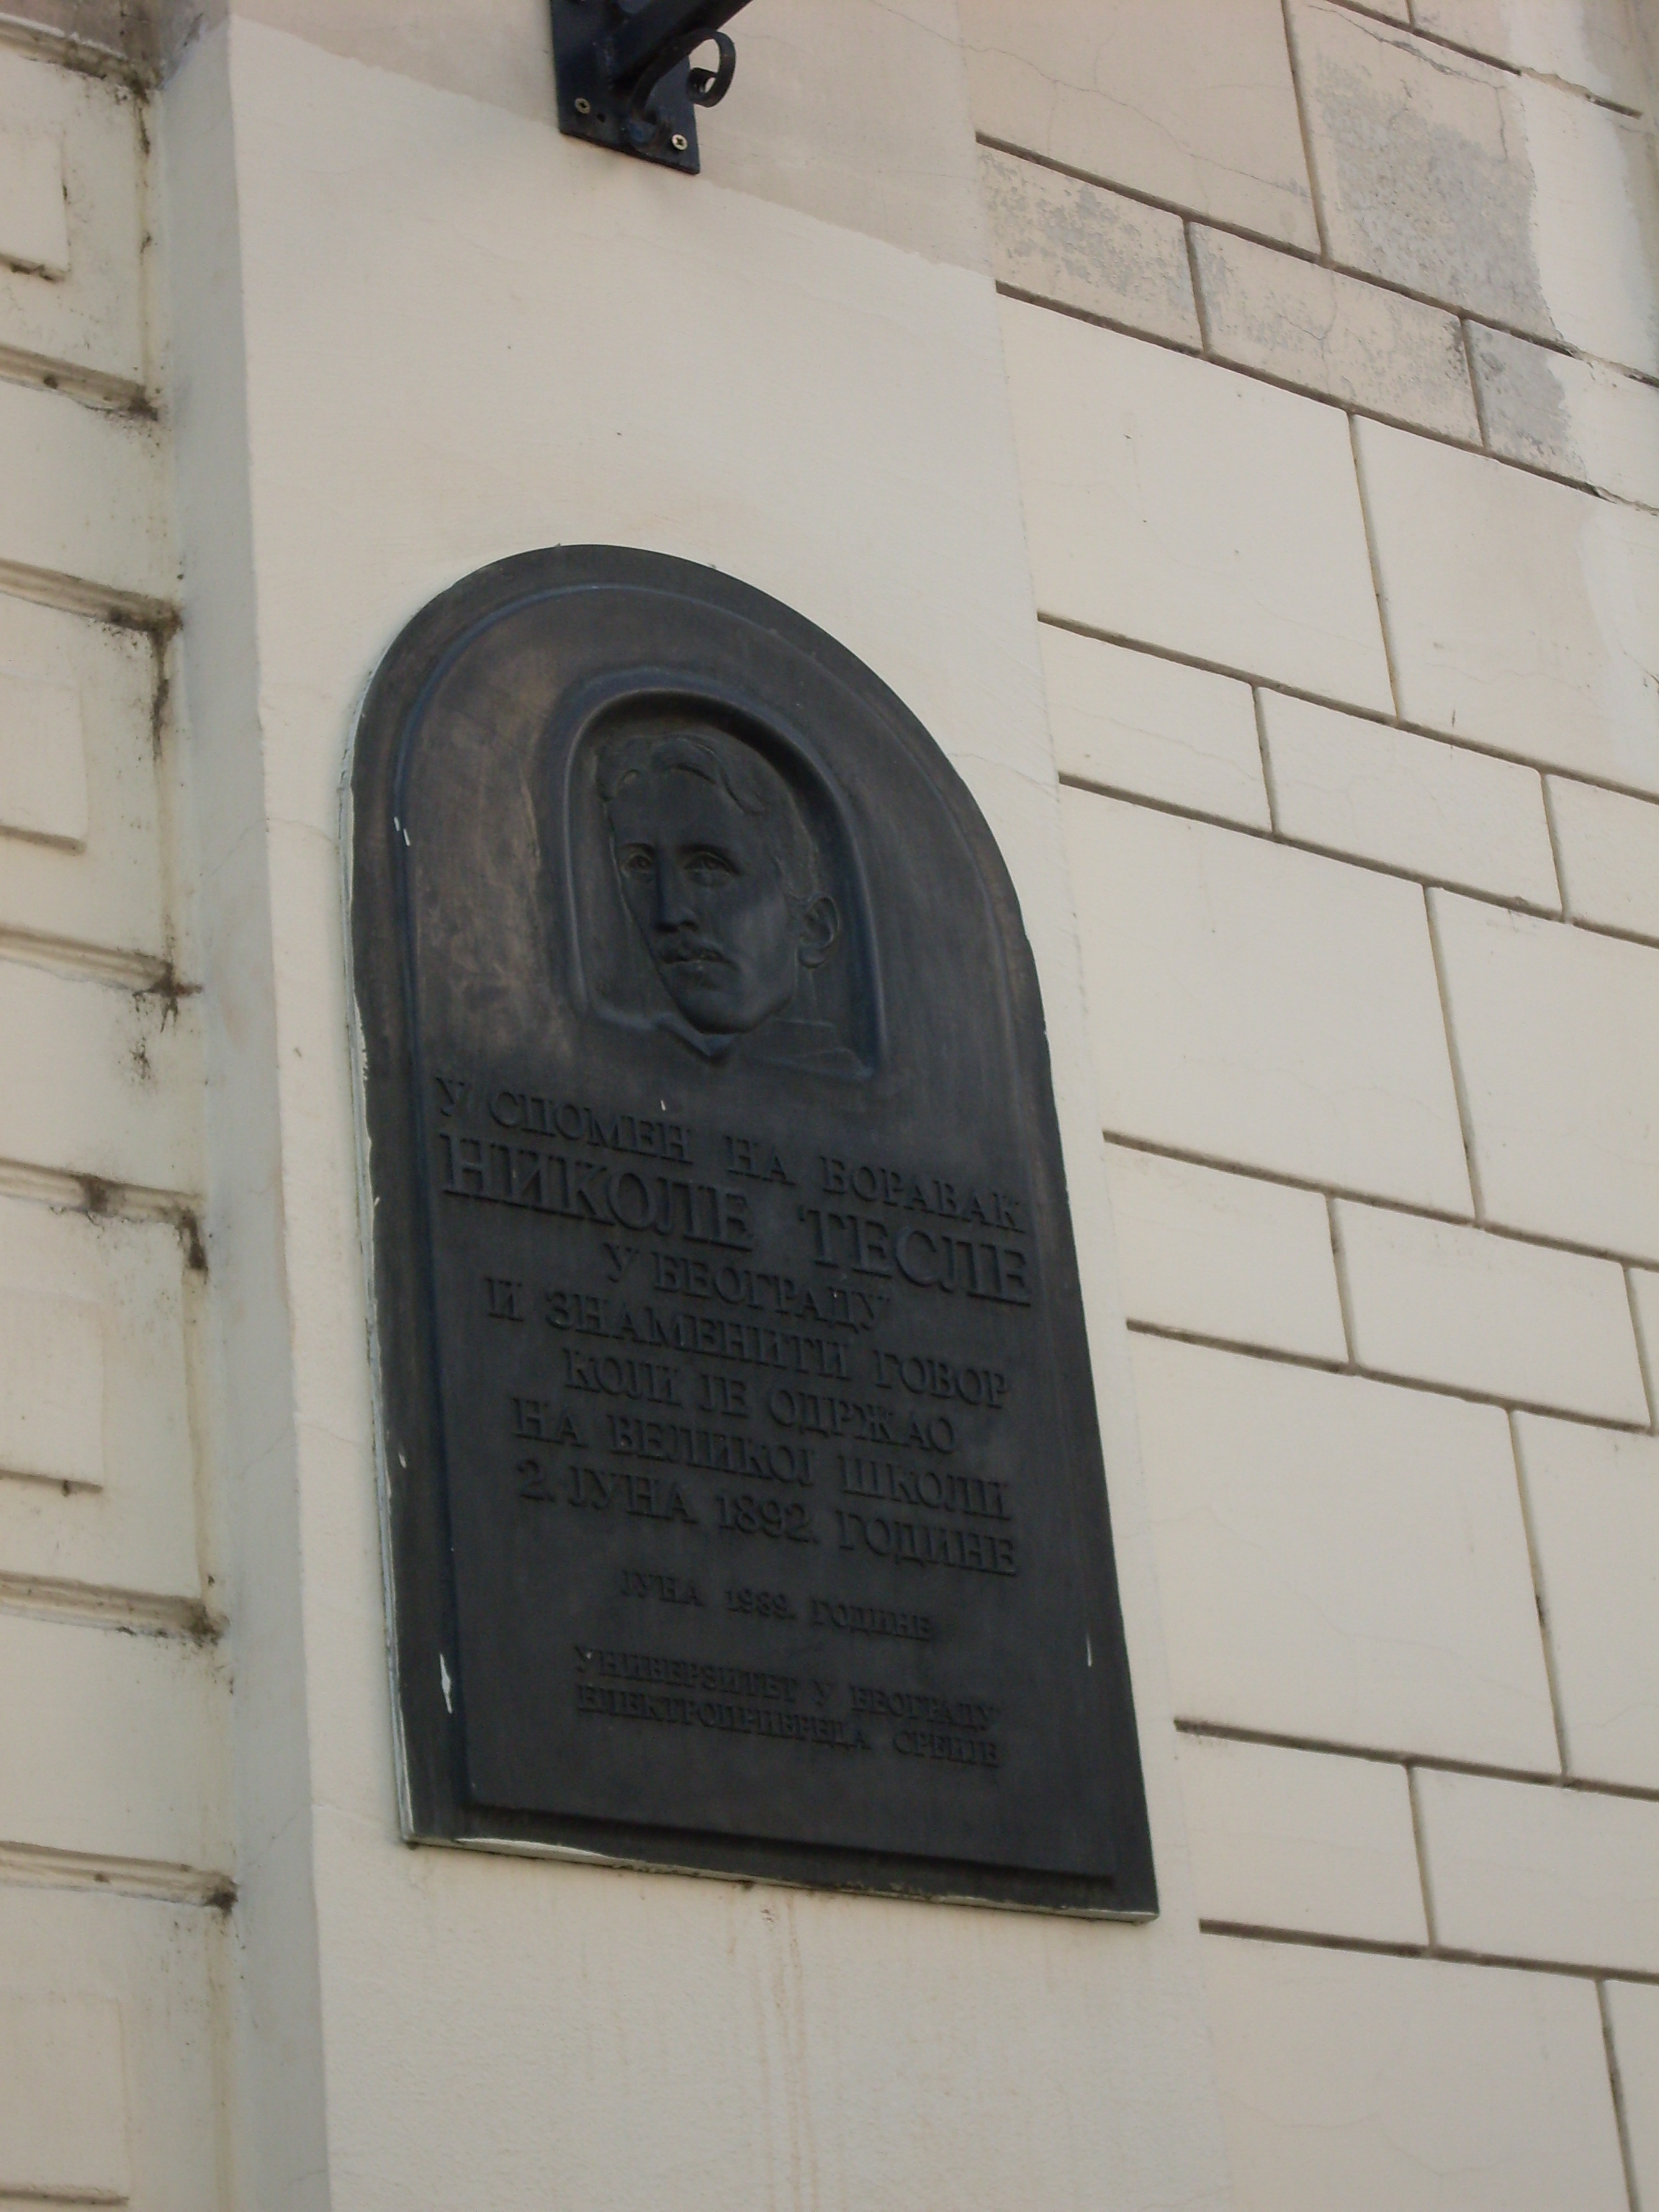 У СПОМЕН НА БОРАВАК
НИКОЛЕ ТЕСЛЕ
У БЕОГРАДУ
И ЗНАМЕНИТИ ГОВОР
КОЈИ ЈЕ ОДРЖАО
НА ВЕЛИКОЈ ШКОЛИ
2. ЈУНА 1892. ГОДИНЕ
ЈУНА 1989. ГОДИНЕ
УНИВЕРЗИТЕТ У БЕОГРАДУ
ЕЛЕКТРОПРИВРЕДА СРБИЈЕ